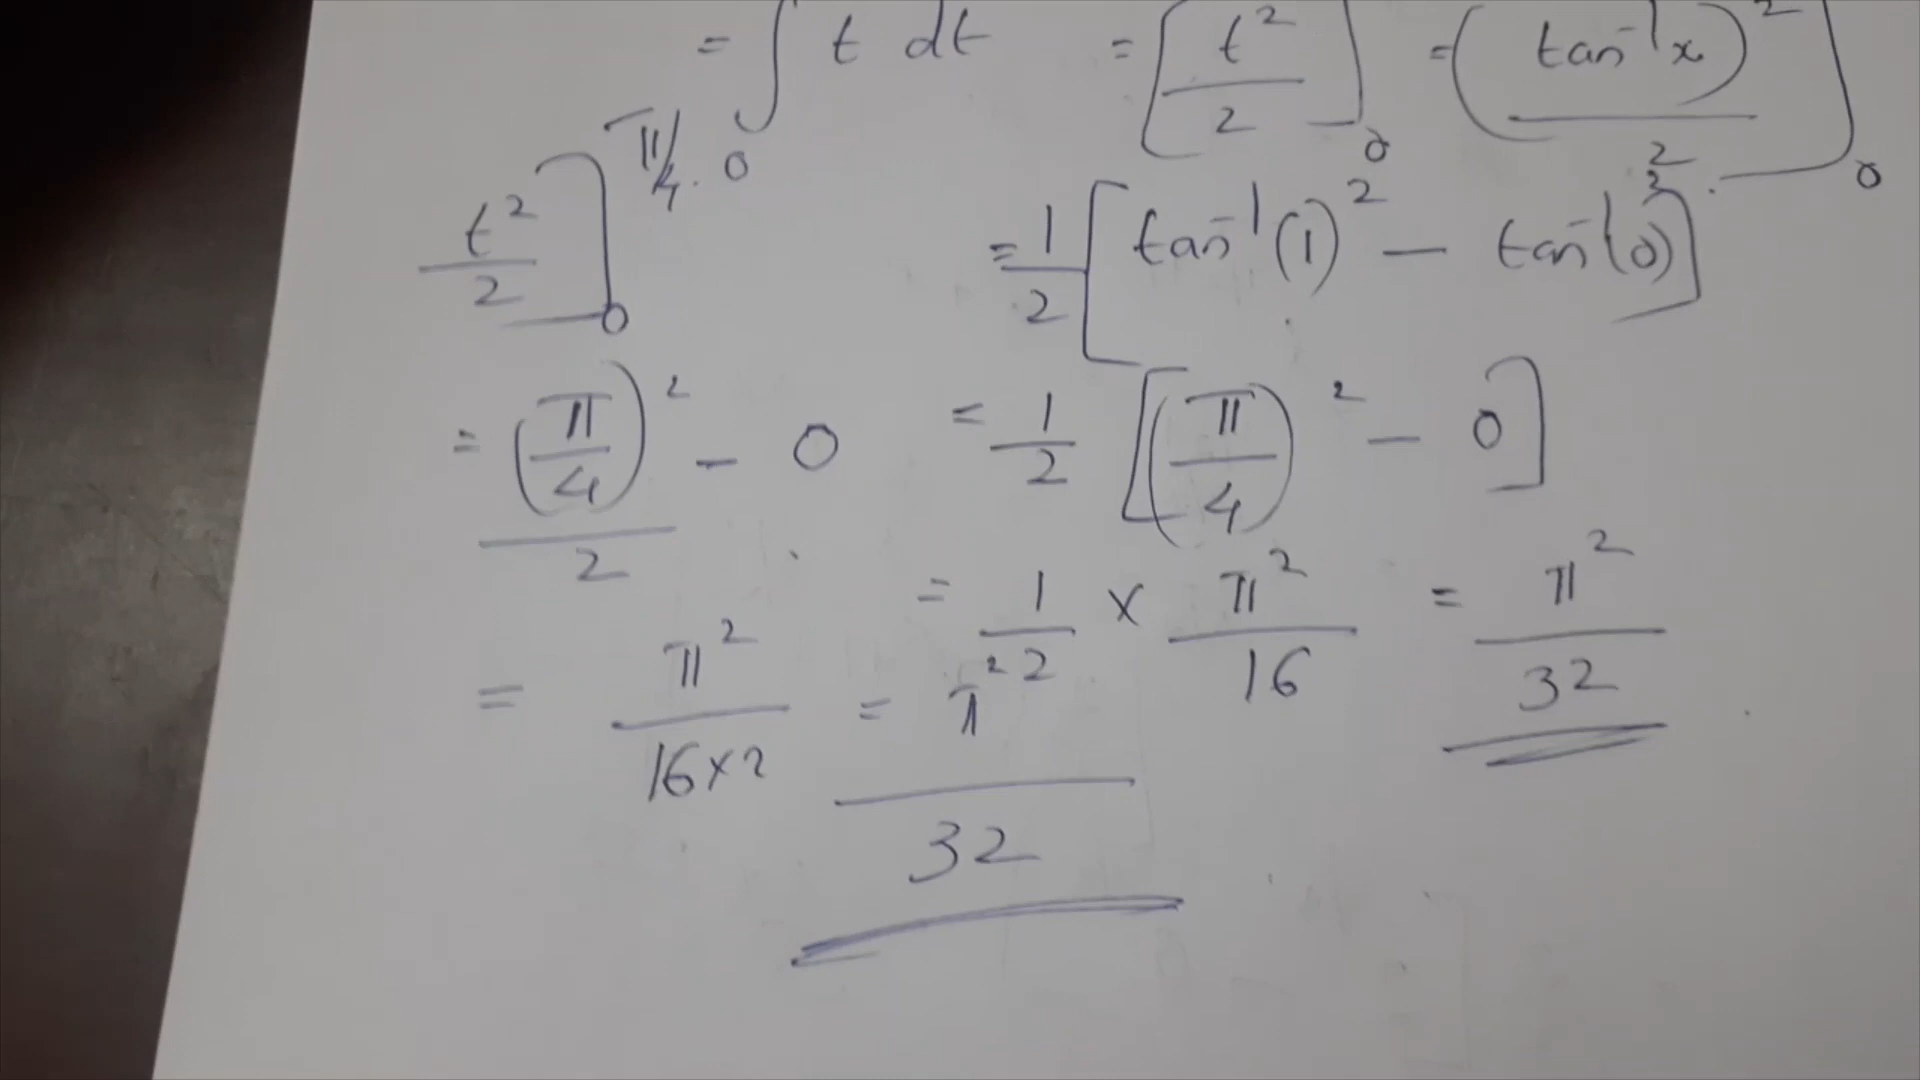 = ∫₀ t dt = [t²/2]₀ = (tan⁻¹x)²/2]₀
t²/2]₀^π/4 = 1/2 [tan⁻¹(1)² − tan⁻¹(0)²]
= (π/4)²/2 − 0 = 1/2 [(π/4)² − 0]
= 1/2 × π²/16 = π²/32
= π²/16×2 = π²/32